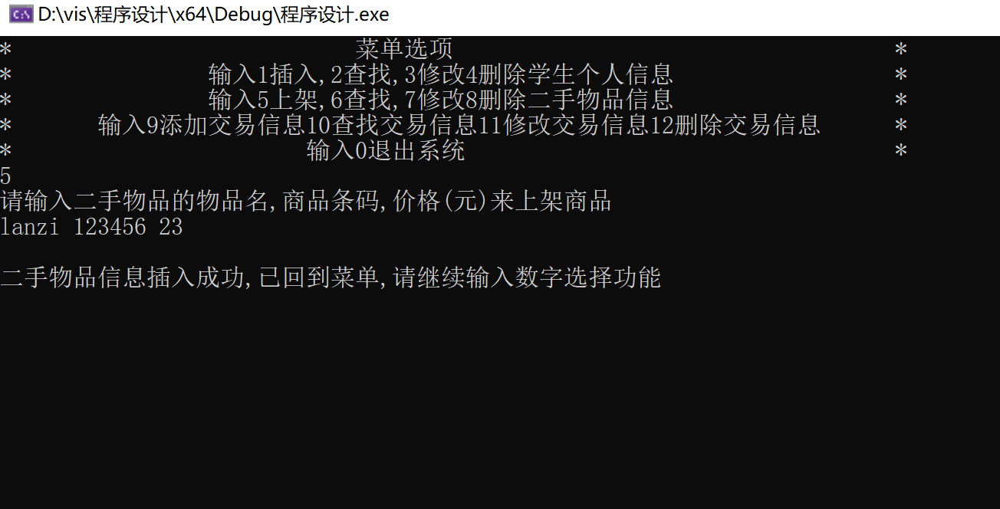 D:\vis\程序设计\x64\Debug\程序设计.exe
* 菜单选项 *
* 输入1插入,2查找,3修改4删除学生个人信息 *
* 输入5上架,6查找,7修改8删除二手物品信息 *
* 输入9添加交易信息10查找交易信息11修改交易信息12删除交易信息 *
* 输入0退出系统 *
5
请输入二手物品的物品名,商品条码,价格(元)来上架商品
lanzi 123456 23
二手物品信息插入成功,已回到菜单,请继续输入数字选择功能